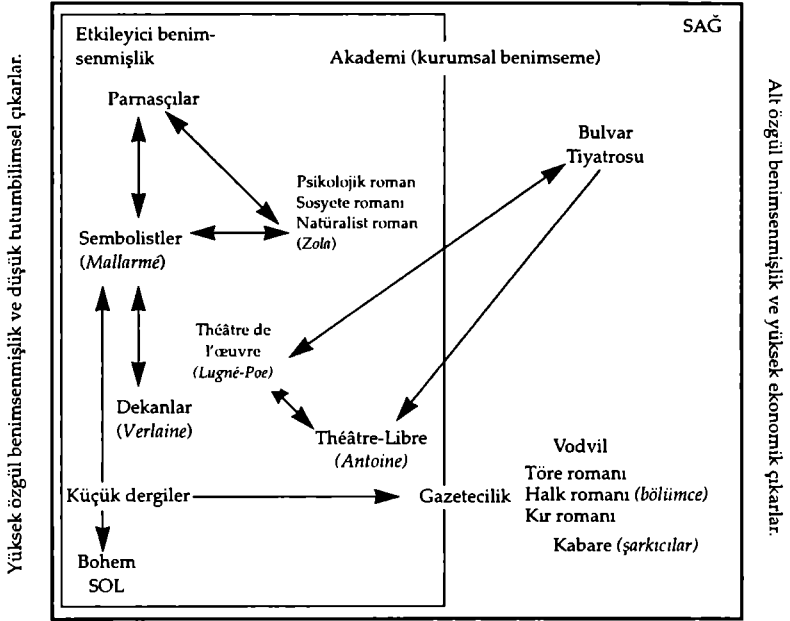 Yüksek özgül benimsenmişlik ve düşük tutumbilimsel çıkarlar.
Etkileyici benim-
senmişlik
SAĞ
Akademi (kurumsal benimseme)
Parnasçılar
Bulvar
Tiyatrosu
Psikolojik roman
Sosyete romanı
Natüralist roman
(Zola)
Sembolistler
(Mallarmé)
Théâtre de
l'œuvre
(Lugné-Poe)
Dekanlar
(Verlaine)
Théâtre-Libre
(Antoine)
Vodvil
Töre romanı
Halk romanı (bölümce)
Kır romanı
Küçük dergiler
Gazetecilik
Kabare (şarkıcılar)
Bohem
SOL
Alt özgül benimsenmişlik ve yüksek ekonomik çıkarlar.